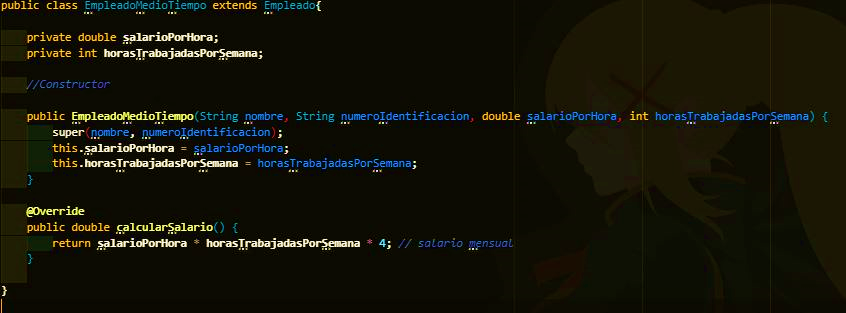 public class EmpleadoMedioTiempo extends Empleado{
private double salarioPorHora;
private int horasTrabajadasPorSemana;
//Constructor
public EmpleadoMedioTiempo(String nombre, String numeroIdentificacion, double salarioPorHora, int horasTrabajadasPorSemana) {
super(nombre, numeroIdentificacion);
this.salarioPorHora = salarioPorHora;
this.horasTrabajadasPorSemana = horasTrabajadasPorSemana;
}
@Override
public double calcularSalario() {
return salarioPorHora * horasTrabajadasPorSemana * 4; // salario mensual
}
}